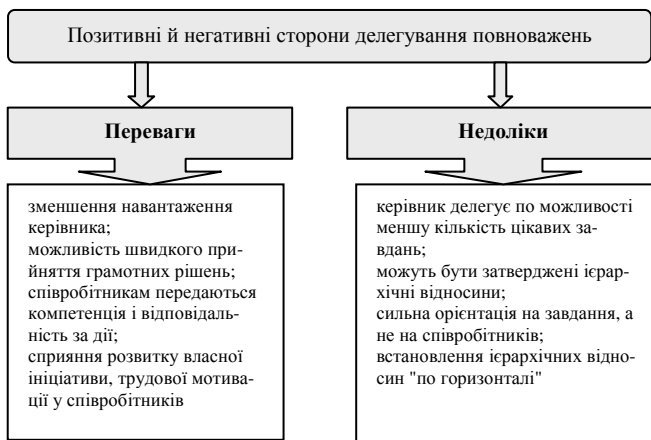 Позитивні й негативні сторони делегування повноважень
Переваги
зменшення навантаження
керівника;
можливість швидкого при-
йняття грамотних рішень;
співробітникам передаються
компетенція і відповідаль-
ність за дії;
сприяння розвитку власної
ініціативи, трудової мотива-
ції у співробітників
Недоліки
керівник делегує по можливості
меншу кількість цікавих за-
вдань;
можуть бути затверджені ієрар-
хічні відносини;
сильна орієнтація на завдання, а
не на співробітників;
встановлення ієрархічних відно-
син "по горизонталі"